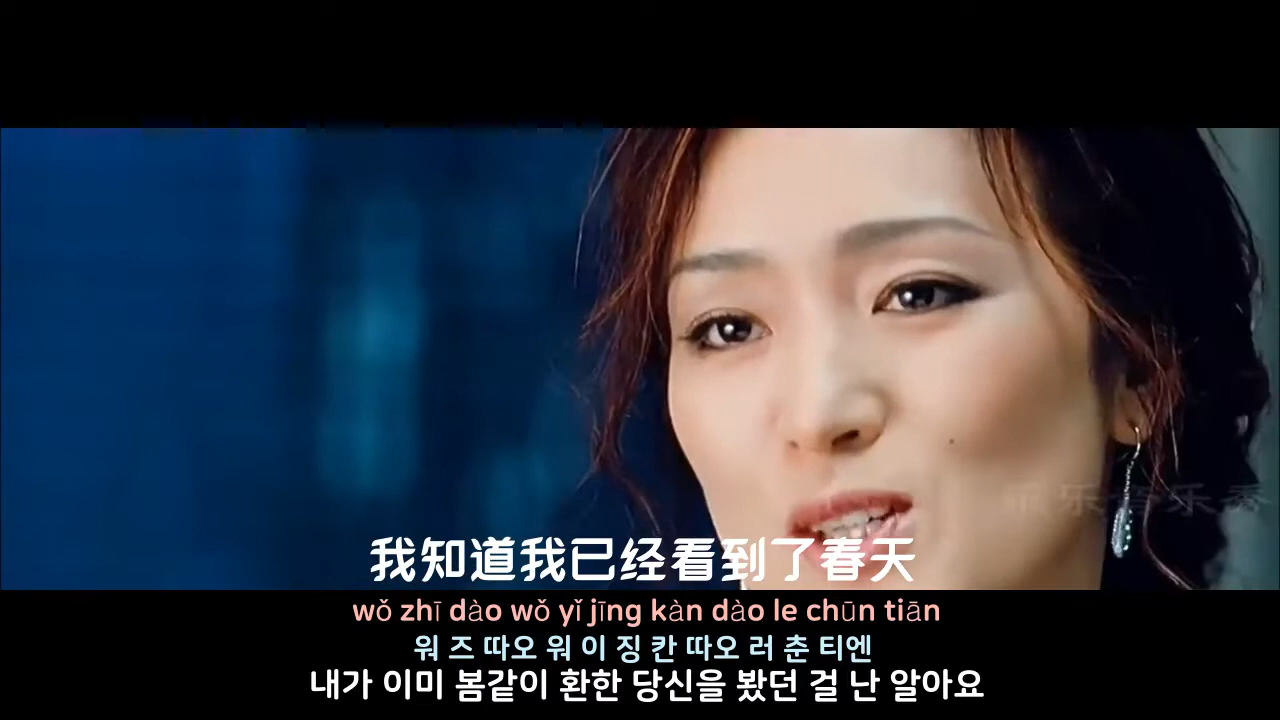 我知道我已经看到了春天
wǒ zhī dào wǒ yǐ jīng kàn dào le chūn tiān
워 즈 따오 워 이 징 칸 따오 러 춘 티엔
내가 이미 봄같이 환한 당신을 봤던 걸 난 알아요